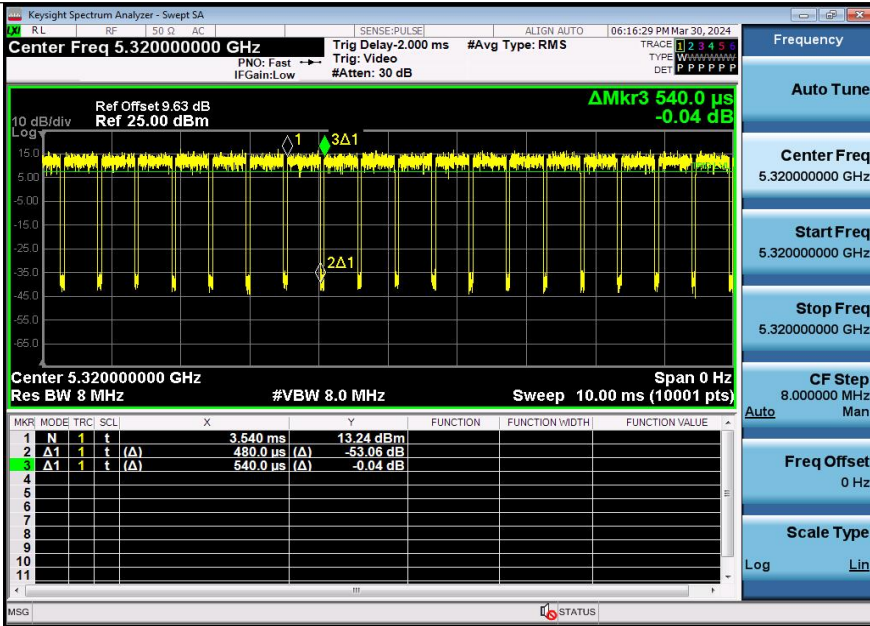 Keysight Spectrum Analyzer - Swept SA
LXI RL RF 50 Ω AC SENSE:PULSE ALIGN AUTO 06:16:29 PM Mar 30, 2024
Center Freq 5.320000000 GHz
PNO: Fast
IFGain:Low
Trig Delay-2.000 ms
Trig: Video
#Atten: 30 dB
#Avg Type: RMS
TRACE 1 2 3 4 5 6
TYPE WWWWWW
DET P P P P P P
ΔMkr3 540.0 µs
-0.04 dB
Ref Offset 9.63 dB
10 dB/div Ref 25.00 dBm
Log
15.0
5.00
-5.00
-15.0
-25.0
-35.0
-45.0
-55.0
-65.0
1
3Δ1
2Δ1
Center 5.320000000 GHz Span 0 Hz
Res BW 8 MHz #VBW 8.0 MHz Sweep 10.00 ms (10001 pts)
MKR MODE TRC SCL X Y FUNCTION FUNCTION WIDTH FUNCTION VALUE
1 N 1 t 3.540 ms 13.24 dBm
2 Δ1 1 t (Δ) 480.0 µs (Δ) -53.06 dB
3 Δ1 1 t (Δ) 540.0 µs (Δ) -0.04 dB
4
5
6
7
8
9
10
11
MSG STATUS
Frequency
Auto Tune
Center Freq
5.320000000 GHz
Start Freq
5.320000000 GHz
Stop Freq
5.320000000 GHz
CF Step
8.000000 MHz
Auto Man
Freq Offset
0 Hz
Scale Type
Log Lin